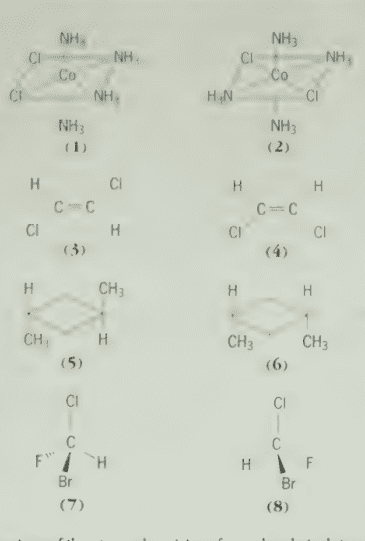 NH₃ NH₃
Cl NH₃ Cl NH₃
Co Co
Cl NH₃ H₃N Cl
NH₃ NH₃
(1) (2)
H Cl H H
C=C C=C
Cl H Cl Cl
(3) (4)
H CH₃ H H
CH₃ H CH₃ CH₃
(5) (6)
Cl Cl
C C
F H H F
Br Br
(7) (8)